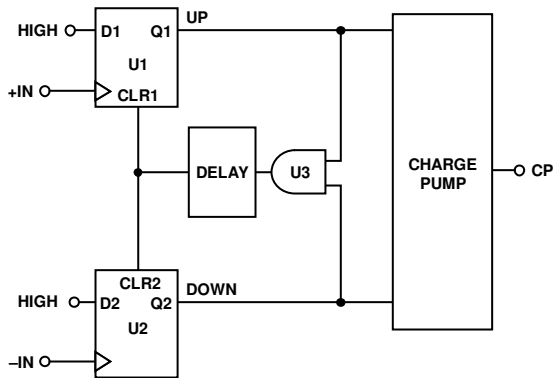 HIGH
D1
Q1
UP
U1
+IN
CLR1
DELAY
U3
CHARGE
PUMP
CP
CLR2
DOWN
HIGH
D2
Q2
U2
–IN